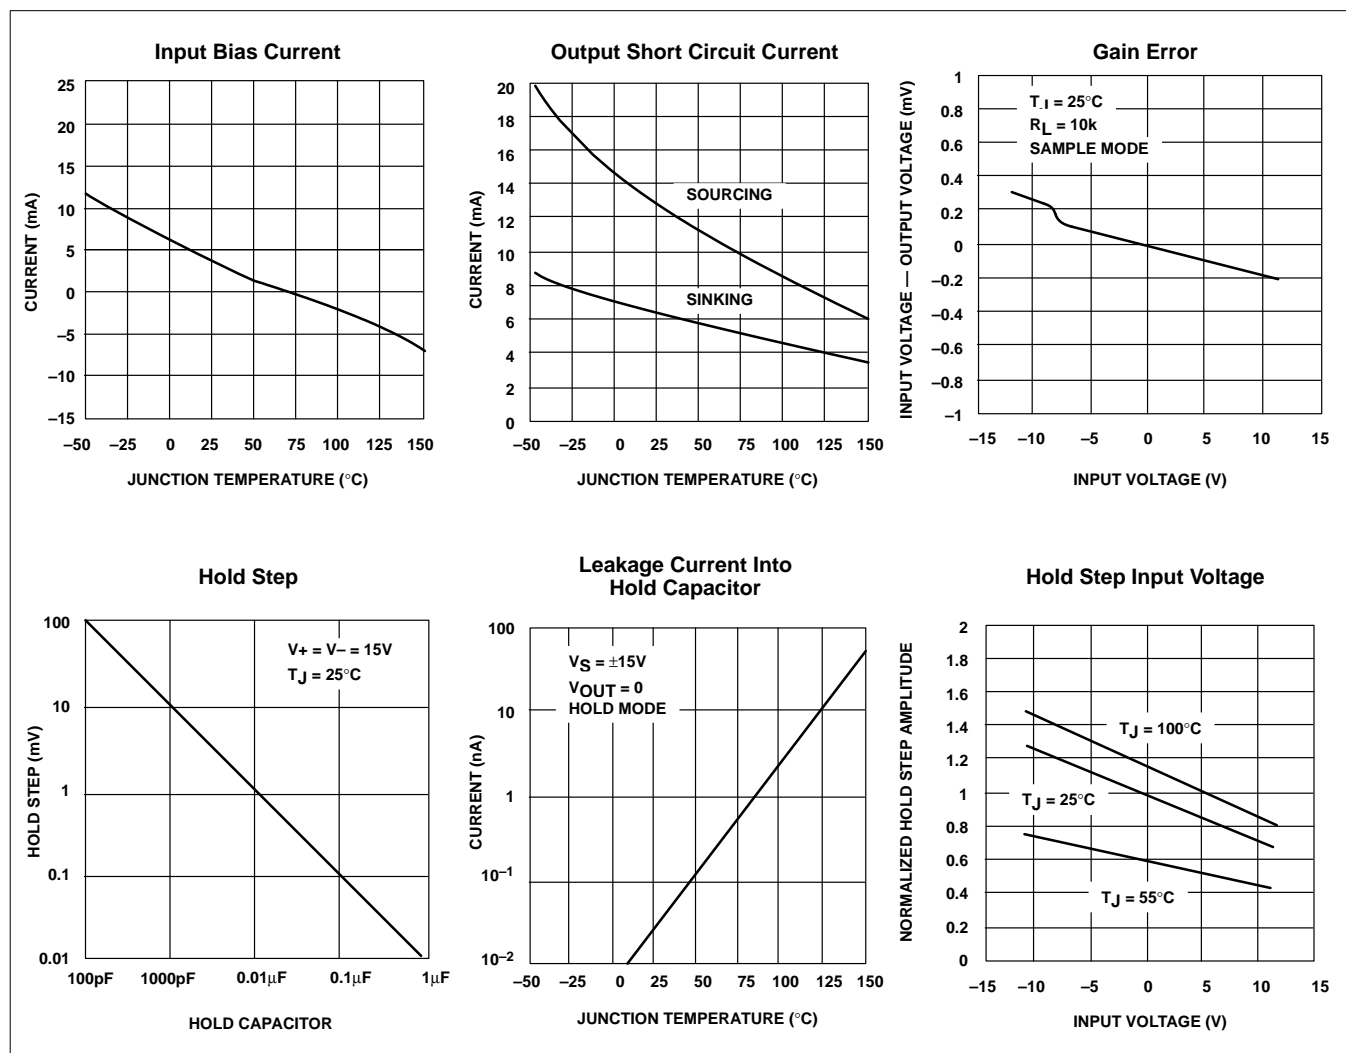 Input Bias Current
25
20
15
10
5
0
–5
–10
–15
–50 –25 0 25 50 75 100 125 150
CURRENT (mA)
JUNCTION TEMPERATURE (°C)
Output Short Circuit Current
20
18
16
14
12
10
8
6
4
2
0
SOURCING
SINKING
–50 –25 0 25 50 75 100 125 150
CURRENT (mA)
JUNCTION TEMPERATURE (°C)
Gain Error
1
0.8
0.6
0.4
0.2
0
–0.2
–0.4
–0.6
–0.8
–1
TJ = 25°C
RL = 10k
SAMPLE MODE
–15 –10 –5 0 5 10 15
INPUT VOLTAGE — OUTPUT VOLTAGE (mV)
INPUT VOLTAGE (V)
Hold Step
100
10
1
0.1
0.01
V+ = V– = 15V
TJ = 25°C
100pF 1000pF 0.01µF 0.1µF 1µF
HOLD STEP (mV)
HOLD CAPACITOR
Leakage Current Into
Hold Capacitor
100
10
1
10–1
10–2
VS = ±15V
VOUT = 0
HOLD MODE
–50 –25 0 25 50 75 100 125 150
CURRENT (nA)
JUNCTION TEMPERATURE (°C)
Hold Step Input Voltage
2
1.8
1.6
1.4
1.2
1
0.8
0.6
0.4
0.2
0
TJ = 100°C
TJ = 25°C
TJ = 55°C
–15 –10 –5 0 5 10 15
NORMALIZED HOLD STEP AMPLITUDE
INPUT VOLTAGE (V)